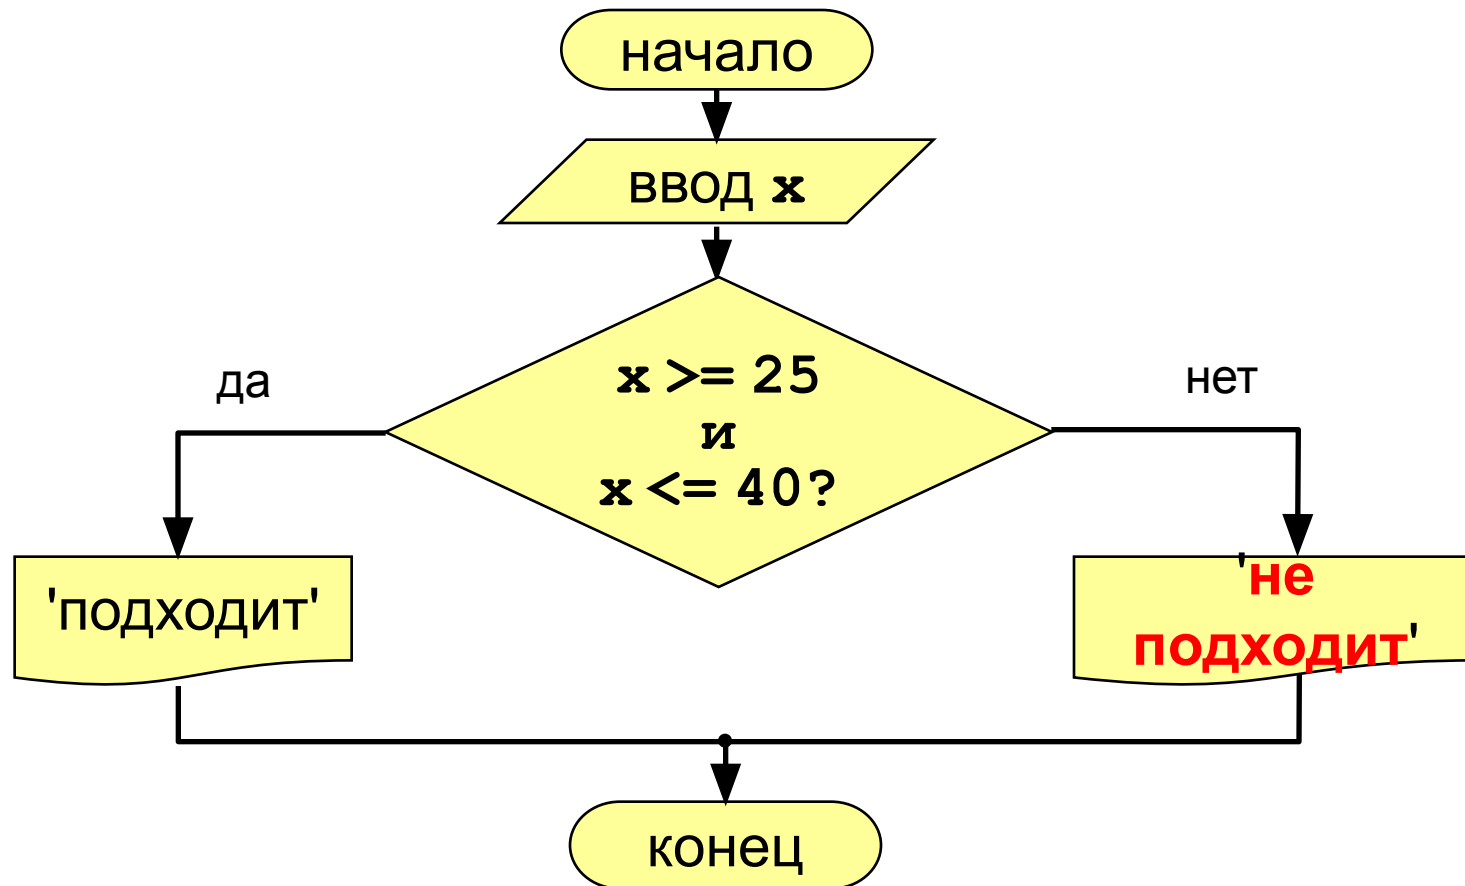 начало
ввод x
x >= 25
и
x <= 40?
да
нет
'подходит'
'не
подходит'
конец